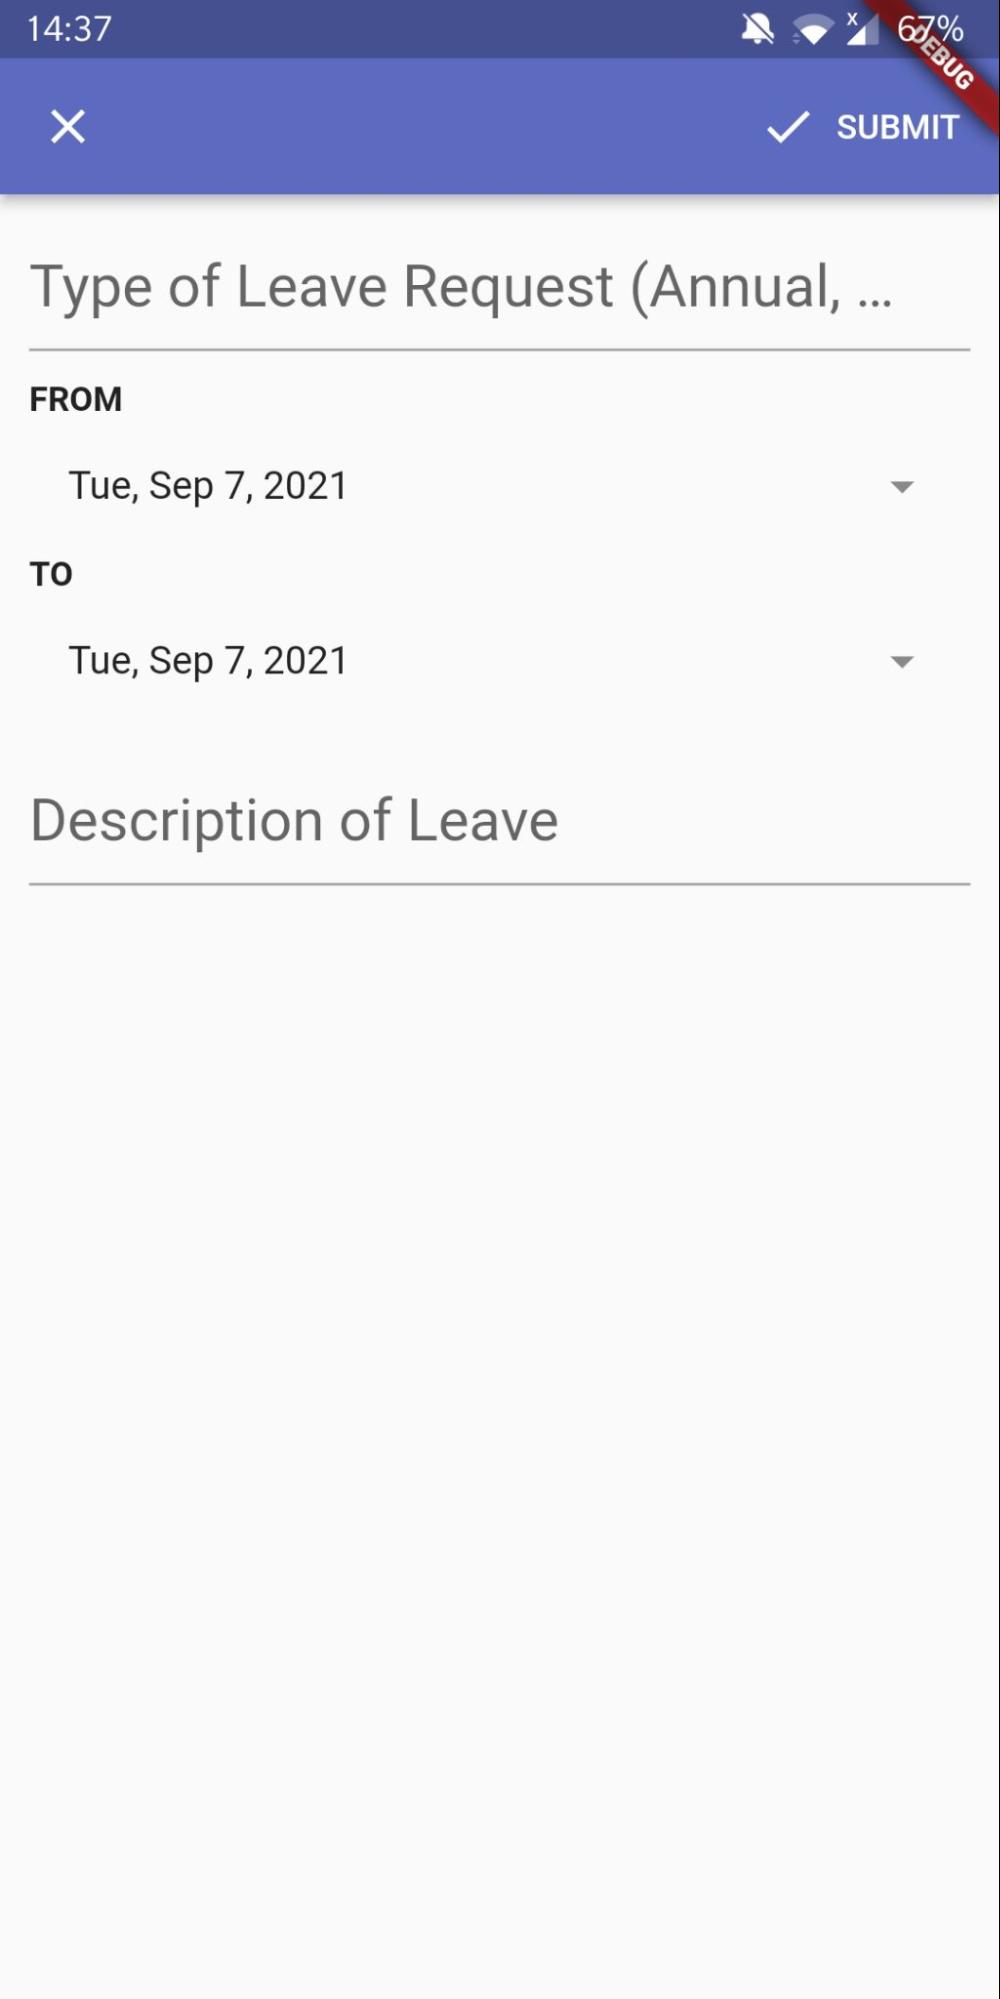 14:37
67%
DEBUG
SUBMIT
Type of Leave Request (Annual, ...
FROM
Tue, Sep 7, 2021
TO
Tue, Sep 7, 2021
Description of Leave